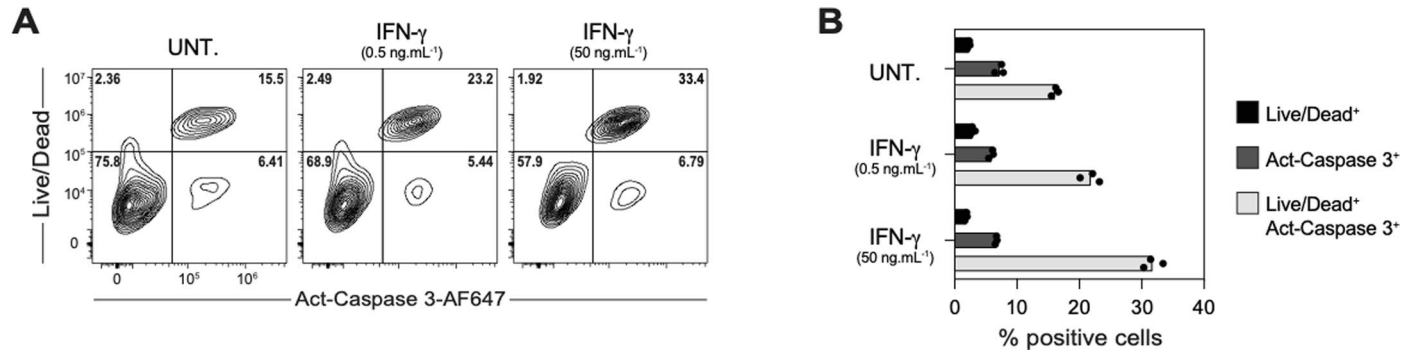 A
UNT.
IFN-γ
(0.5 ng.mL⁻¹)
IFN-γ
(50 ng.mL⁻¹)
Live/Dead
10⁷
10⁶
10⁵
10⁴
0
2.36
15.5
75.8
6.41
2.49
23.2
68.9
5.44
1.92
33.4
57.9
6.79
0
10⁵
10⁶
Act-Caspase 3-AF647
B
UNT.
IFN-γ
(0.5 ng.mL⁻¹)
IFN-γ
(50 ng.mL⁻¹)
0
10
20
30
40
% positive cells
Live/Dead⁺
Act-Caspase 3⁺
Live/Dead⁺
Act-Caspase 3⁺